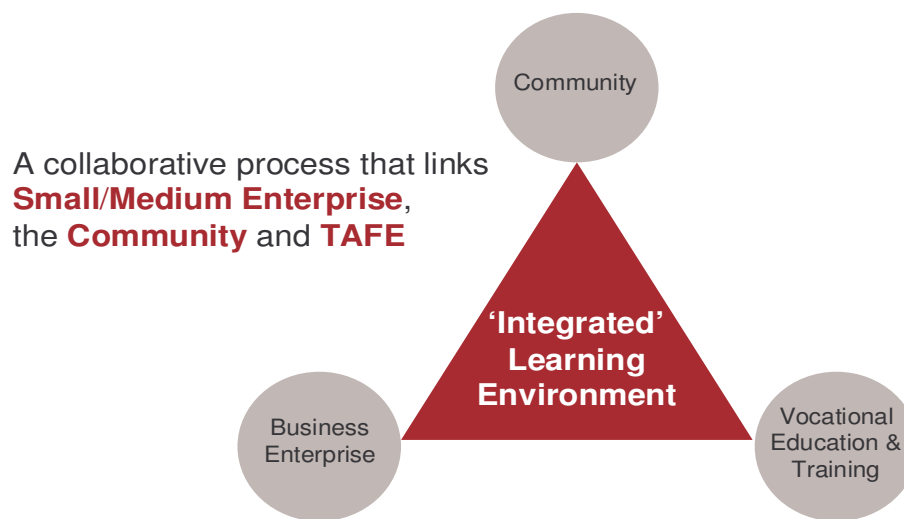 Community
A collaborative process that links
Small/Medium Enterprise,
the Community and TAFE
‘Integrated’
Learning
Environment
Business
Enterprise
Vocational
Education &
Training